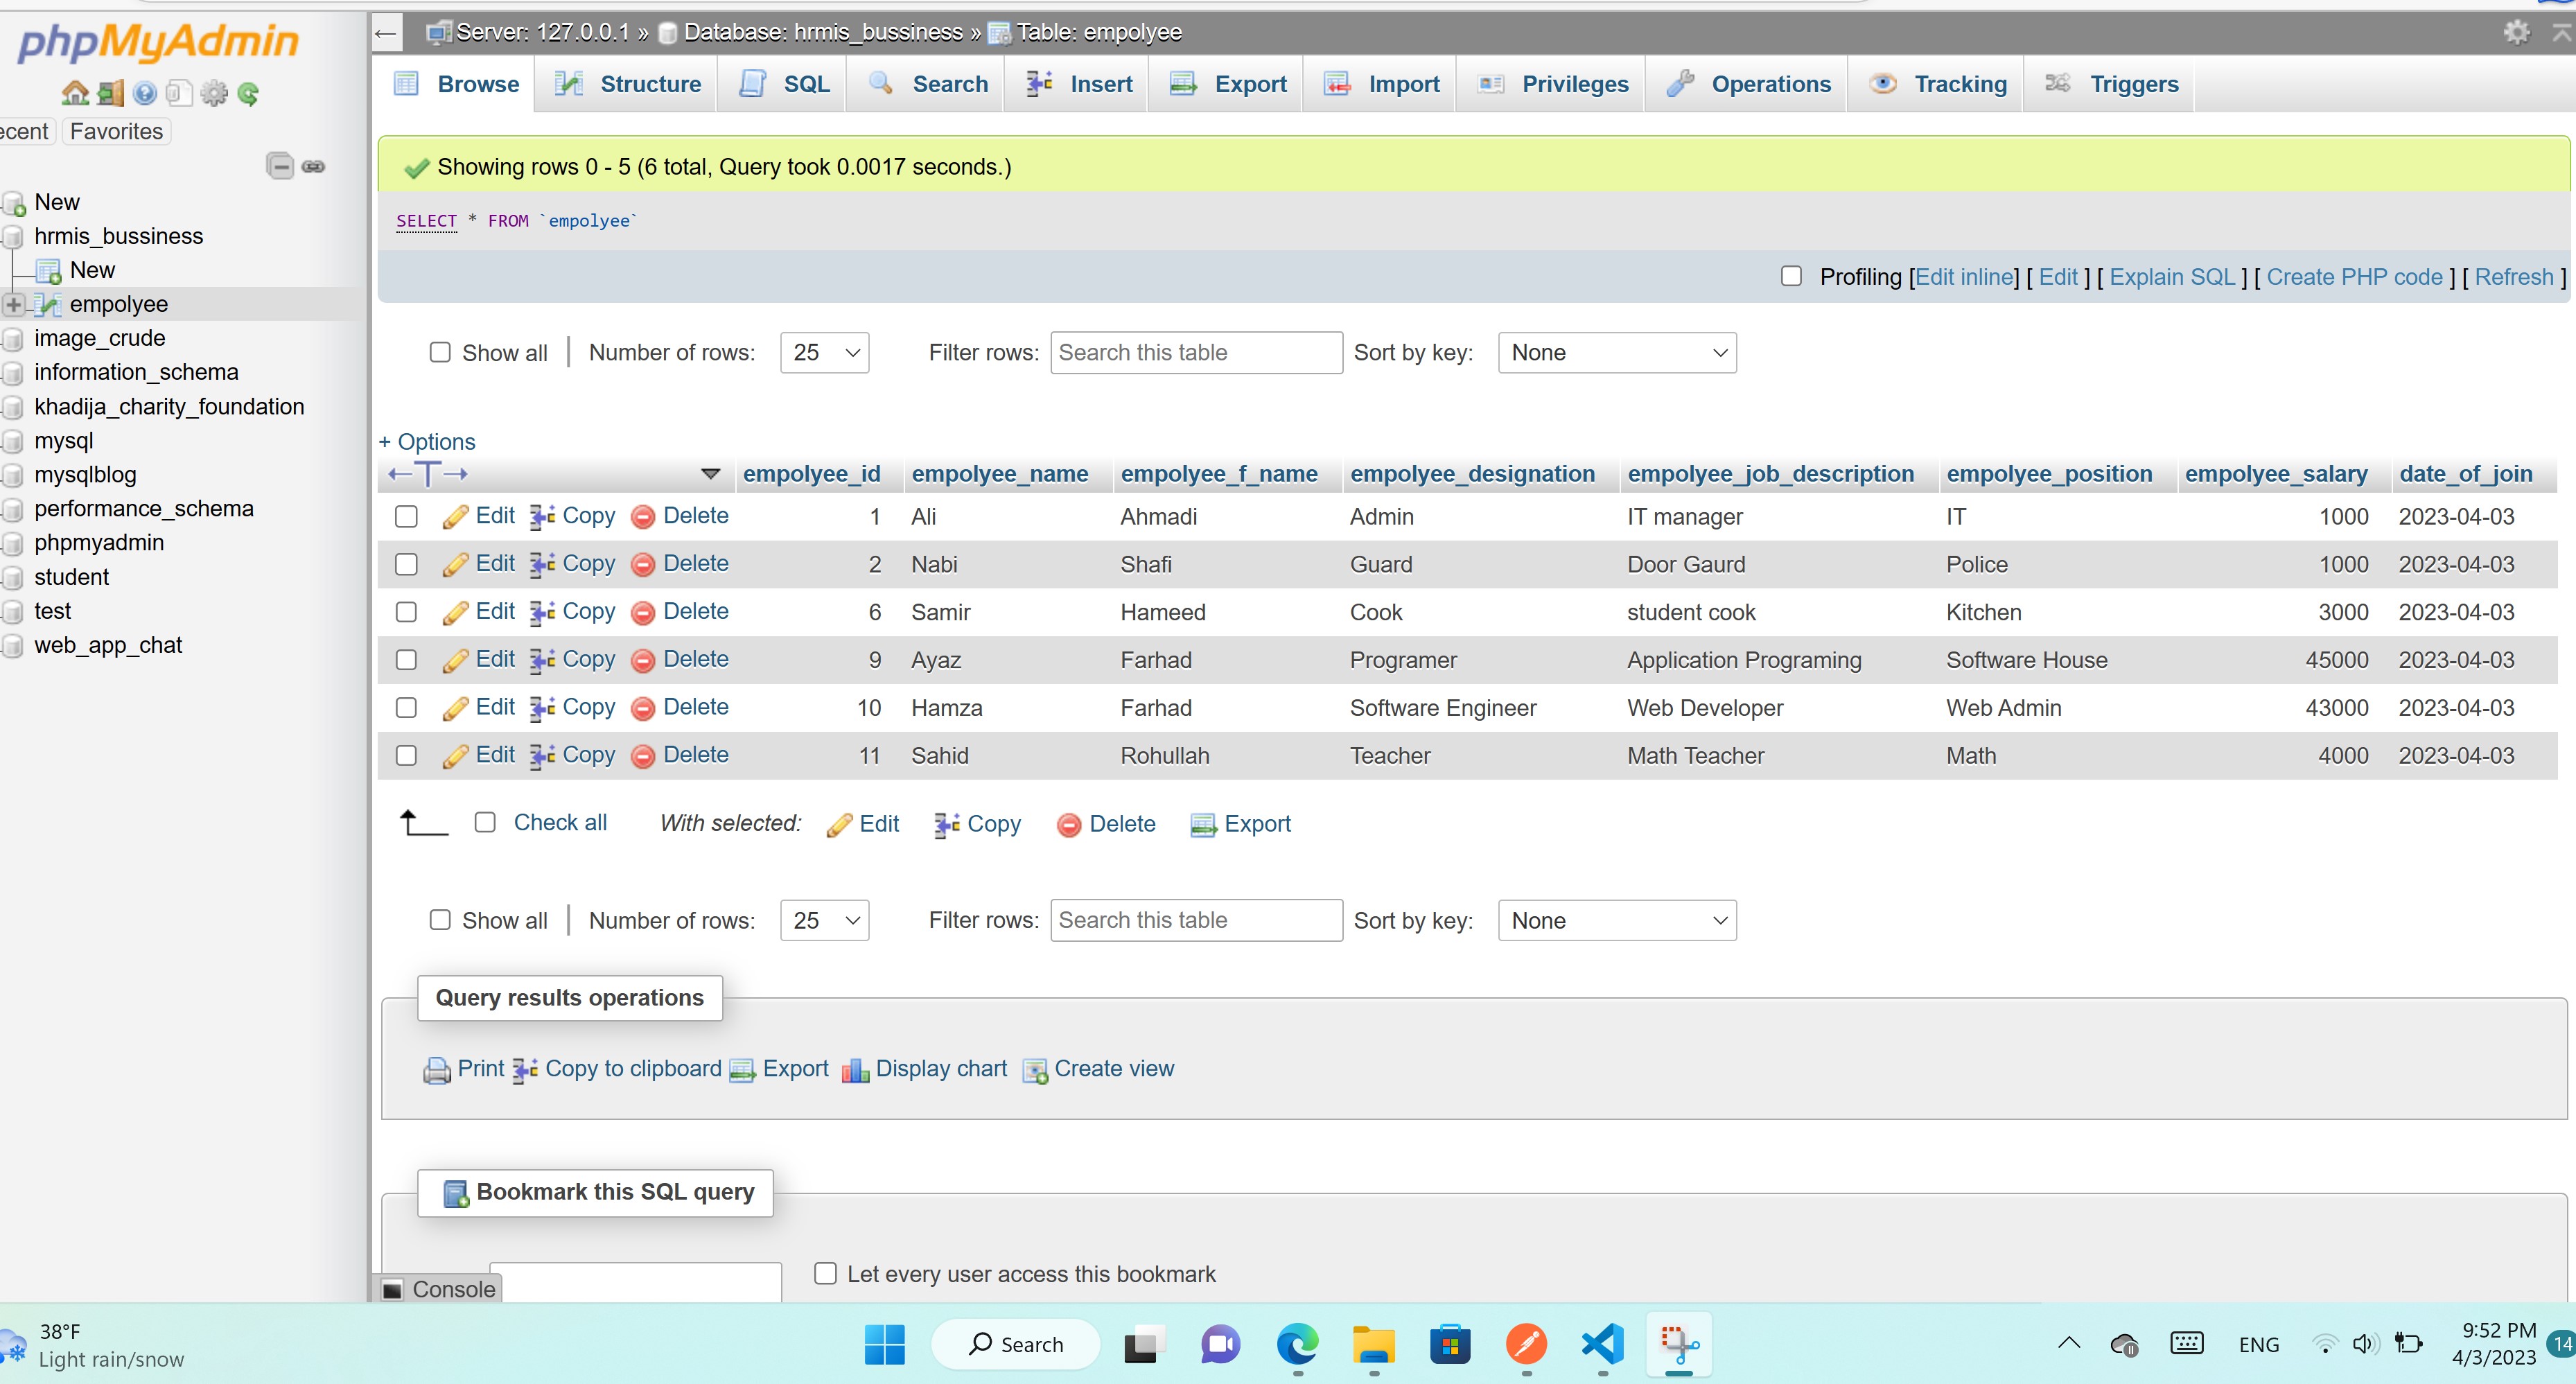 phpMyAdmin
ecent Favorites
New
hrmis_bussiness
New
empolyee
image_crude
information_schema
khadija_charity_foundation
mysql
mysqlblog
performance_schema
phpmyadmin
student
test
web_app_chat
Server: 127.0.0.1 » Database: hrmis_bussiness » Table: empolyee
Browse Structure SQL Search Insert Export Import Privileges Operations Tracking Triggers
Showing rows 0 - 5 (6 total, Query took 0.0017 seconds.)
SELECT * FROM `empolyee`
Profiling [Edit inline] [ Edit ] [ Explain SQL ] [ Create PHP code ] [ Refresh ]
Show all | Number of rows: 25 Filter rows: Search this table Sort by key: None
+ Options
←T→ empolyee_id empolyee_name empolyee_f_name empolyee_designation empolyee_job_description empolyee_position empolyee_salary date_of_join
Edit Copy Delete 1 Ali Ahmadi Admin IT manager IT 1000 2023-04-03
Edit Copy Delete 2 Nabi Shafi Guard Door Gaurd Police 1000 2023-04-03
Edit Copy Delete 6 Samir Hameed Cook student cook Kitchen 3000 2023-04-03
Edit Copy Delete 9 Ayaz Farhad Programer Application Programing Software House 45000 2023-04-03
Edit Copy Delete 10 Hamza Farhad Software Engineer Web Developer Web Admin 43000 2023-04-03
Edit Copy Delete 11 Sahid Rohullah Teacher Math Teacher Math 4000 2023-04-03
Check all With selected: Edit Copy Delete Export
Show all | Number of rows: 25 Filter rows: Search this table Sort by key: None
Query results operations
Print Copy to clipboard Export Display chart Create view
Bookmark this SQL query
Let every user access this bookmark
Console
38°F
Light rain/snow
Search
ENG
9:52 PM
4/3/2023
14